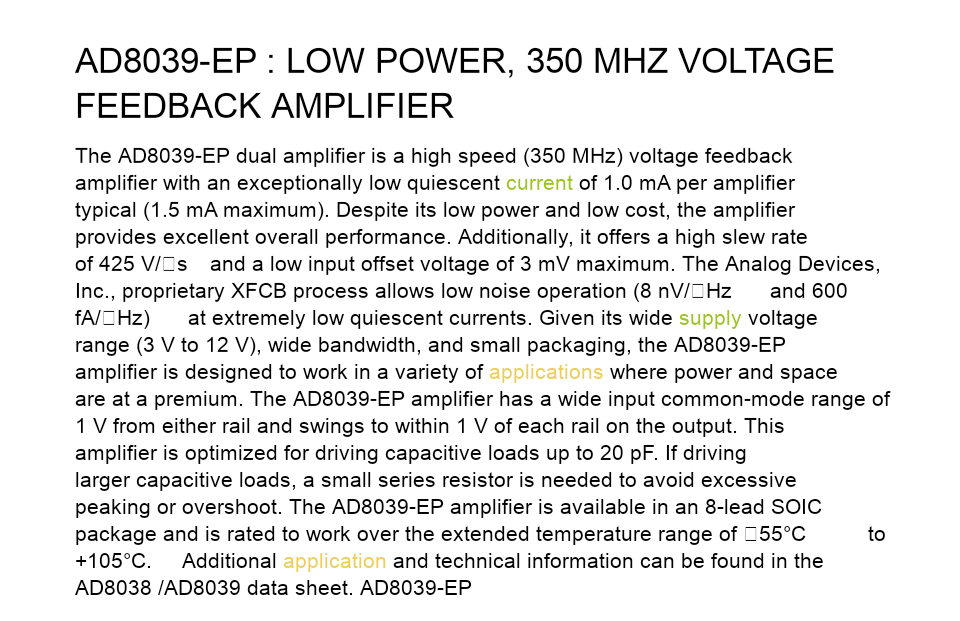 AD8039-EP : LOW POWER, 350 MHZ VOLTAGE
FEEDBACK AMPLIFIER
The AD8039-EP dual amplifier is a high speed (350 MHz) voltage feedback
amplifier with an exceptionally low quiescent current of 1.0 mA per amplifier
typical (1.5 mA maximum). Despite its low power and low cost, the amplifier
provides excellent overall performance. Additionally, it offers a high slew rate
of 425 V/□s and a low input offset voltage of 3 mV maximum. The Analog Devices,
Inc., proprietary XFCB process allows low noise operation (8 nV/□Hz and 600
fA/□Hz) at extremely low quiescent currents. Given its wide supply voltage
range (3 V to 12 V), wide bandwidth, and small packaging, the AD8039-EP
amplifier is designed to work in a variety of applications where power and space
are at a premium. The AD8039-EP amplifier has a wide input common-mode range of
1 V from either rail and swings to within 1 V of each rail on the output. This
amplifier is optimized for driving capacitive loads up to 20 pF. If driving
larger capacitive loads, a small series resistor is needed to avoid excessive
peaking or overshoot. The AD8039-EP amplifier is available in an 8-lead SOIC
package and is rated to work over the extended temperature range of □55°C to
+105°C. Additional application and technical information can be found in the
AD8038 /AD8039 data sheet. AD8039-EP